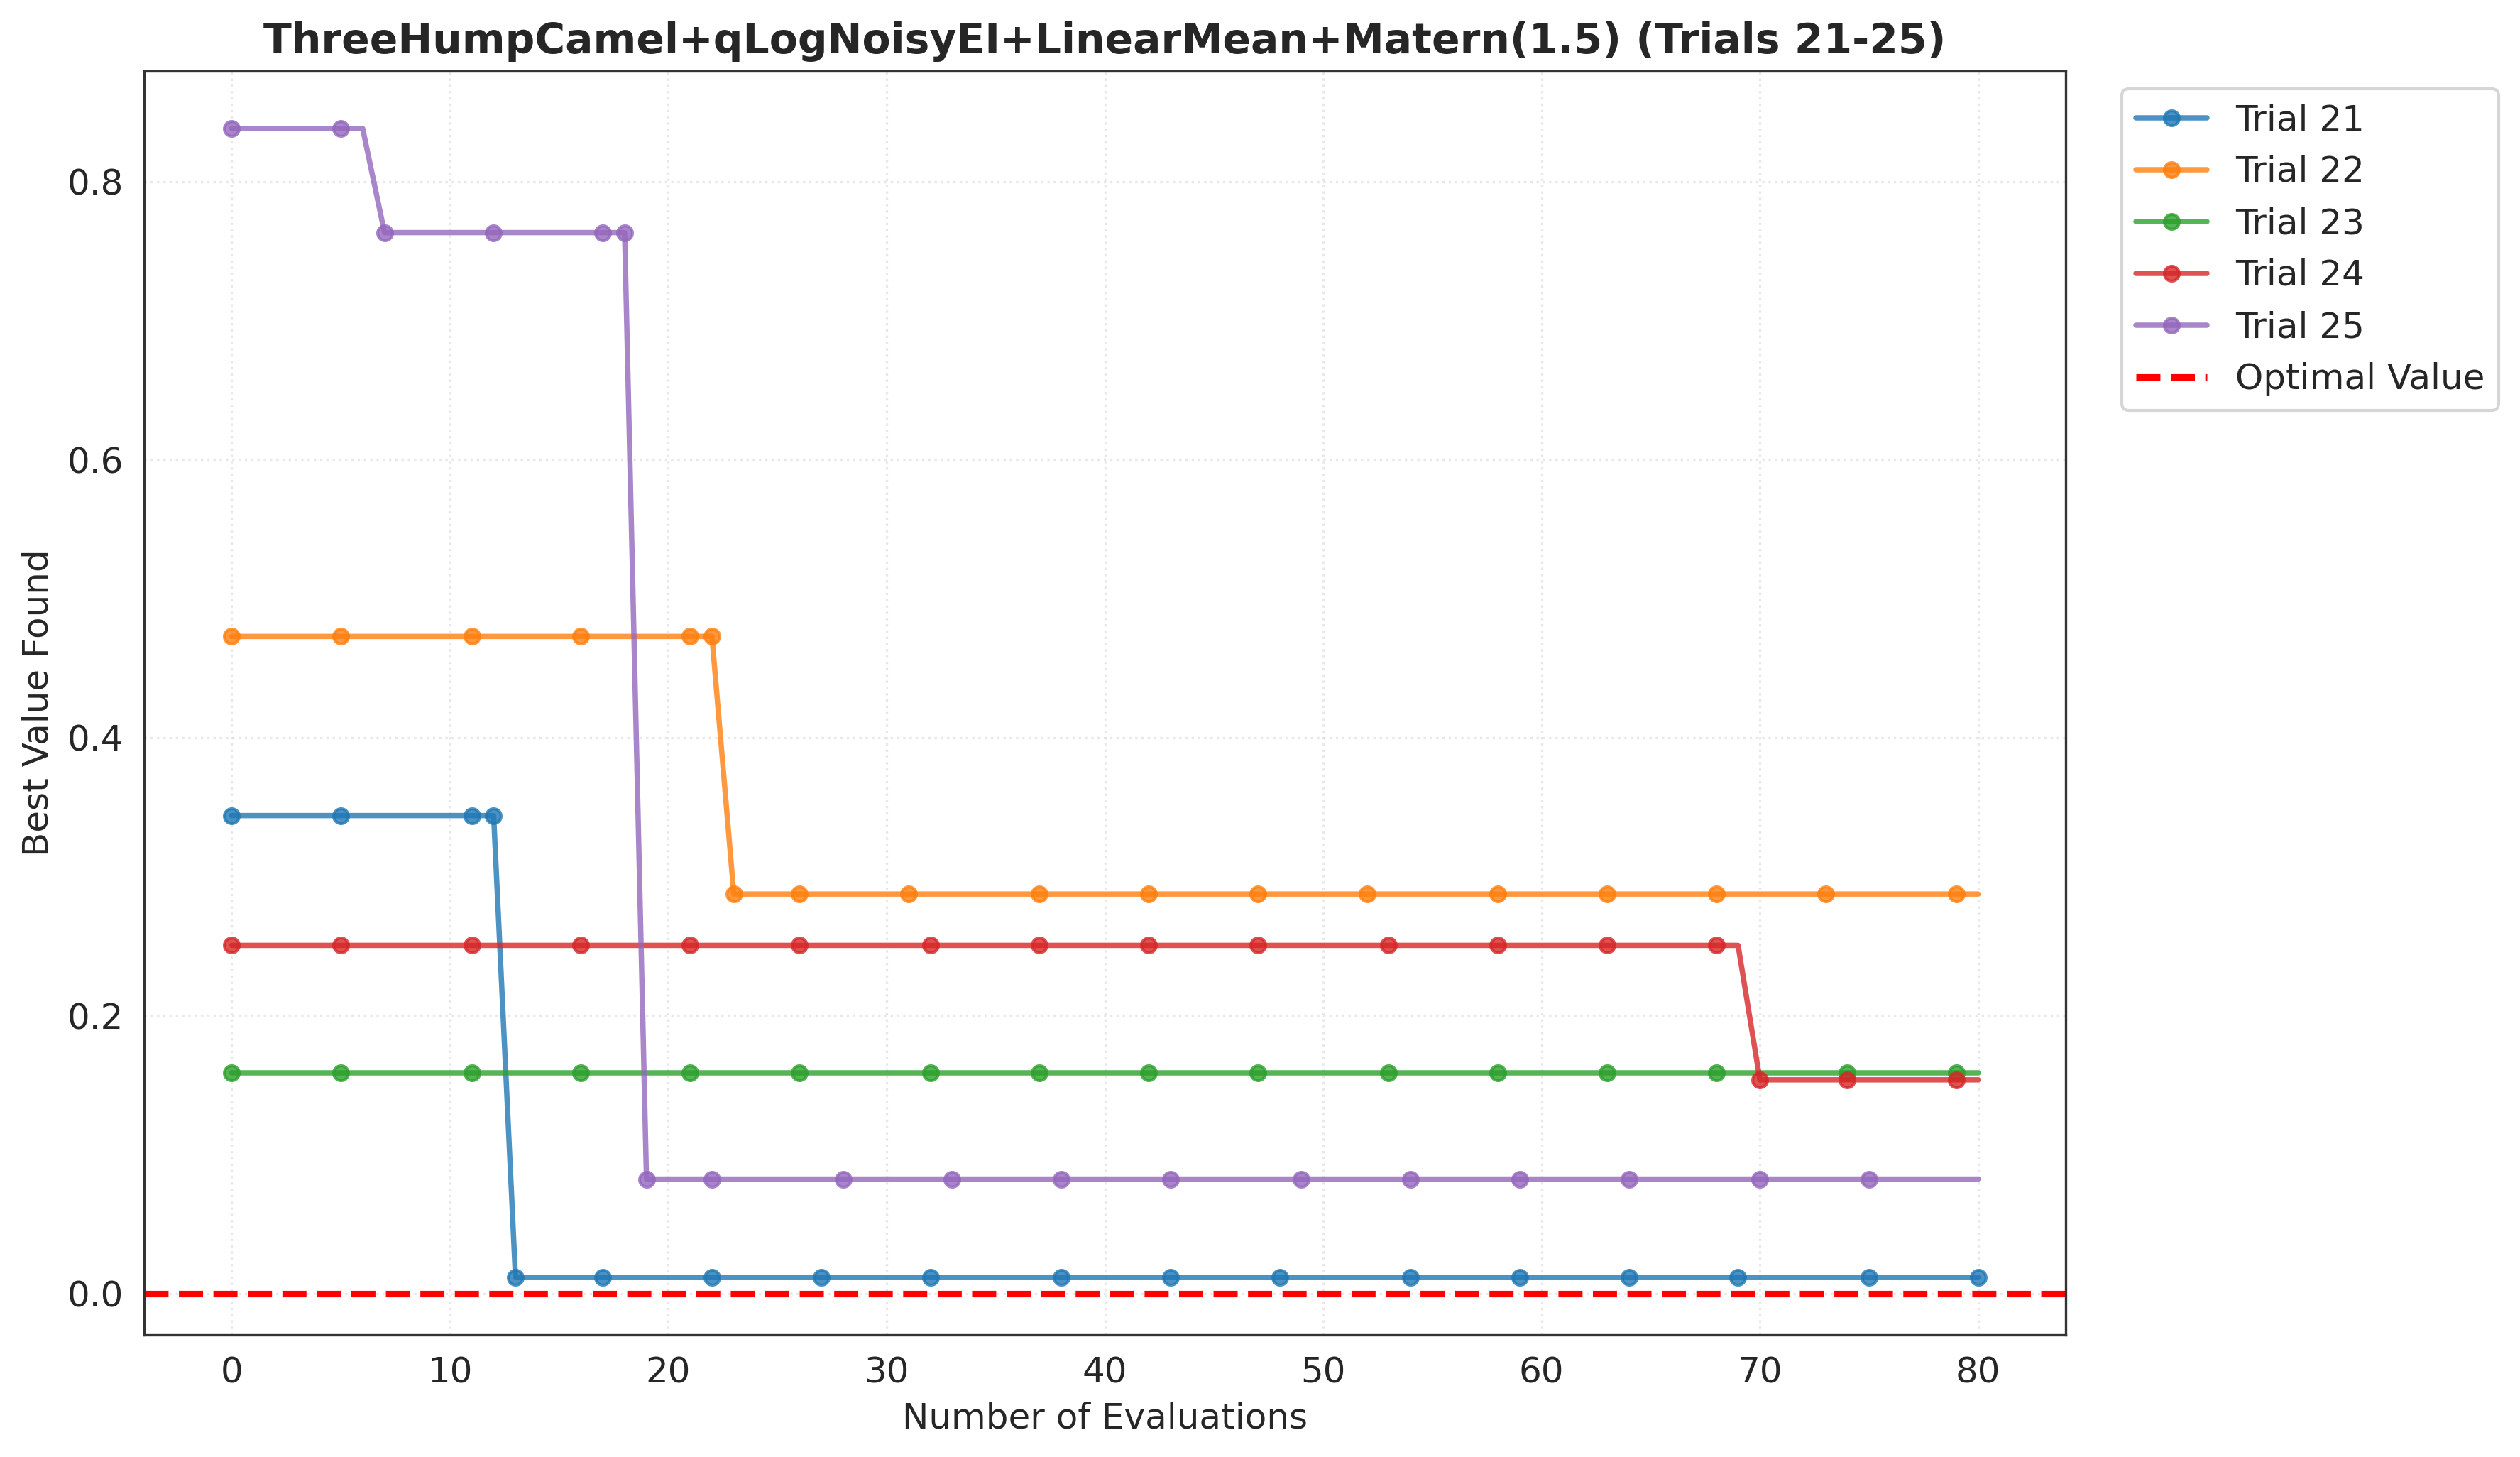 ThreeHumpCamel+qLogNoisyEI+LinearMean+Matern(1.5) (Trials 21-25)
Trial 21
Trial 22
Trial 23
Trial 24
Trial 25
Optimal Value
Best Value Found
0.8
0.6
0.4
0.2
0.0
0 10 20 30 40 50 60 70 80
Number of Evaluations